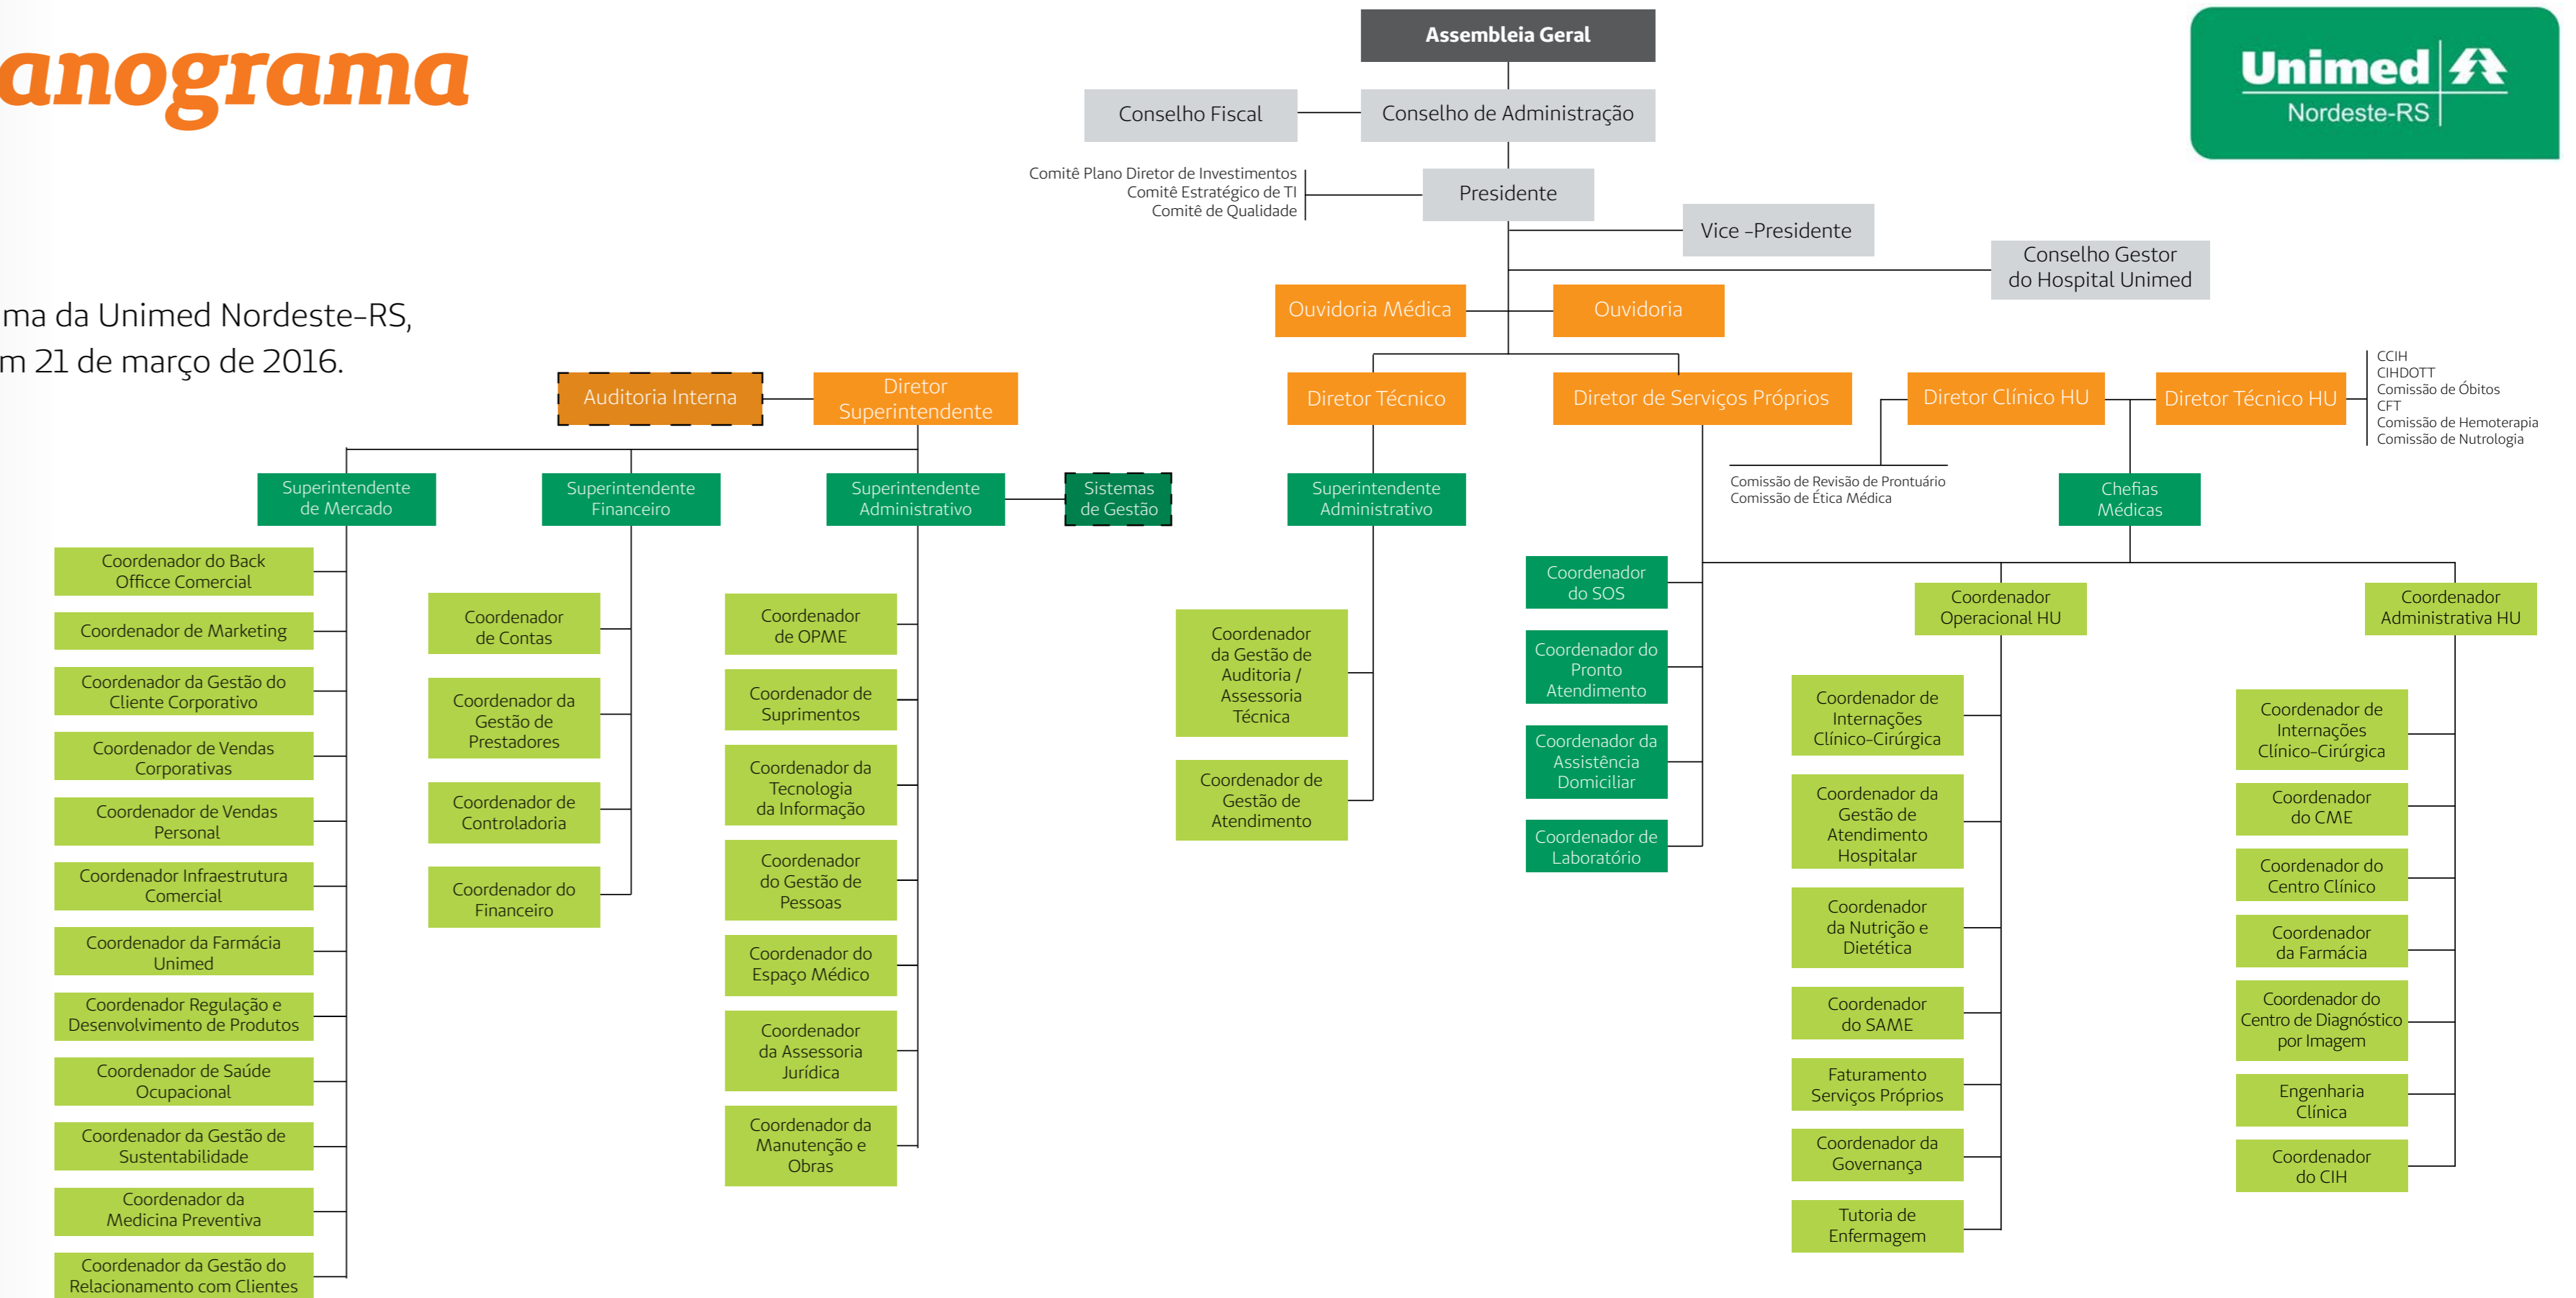 anograma
ma da Unimed Nordeste-RS,
m 21 de março de 2016.
Unimed
Nordeste-RS
Assembleia Geral
Conselho Fiscal
Conselho de Administração
Comitê Plano Diretor de Investimentos
Comitê Estratégico de TI
Comitê de Qualidade
Presidente
Vice -Presidente
Conselho Gestor
do Hospital Unimed
Ouvidoria Médica
Ouvidoria
Auditoria Interna
Diretor
Superintendente
Diretor Técnico
Diretor de Serviços Próprios
Diretor Clínico HU
Diretor Técnico HU
CCIH
CIHDOTT
Comissão de Óbitos
CFT
Comissão de Hemoterapia
Comissão de Nutrologia
Comissão de Revisão de Prontuário
Comissão de Ética Médica
Superintendente
de Mercado
Superintendente
Financeiro
Superintendente
Administrativo
Sistemas
de Gestão
Superintendente
Administrativo
Chefias
Médicas
Coordenador do Back
Officce Comercial
Coordenador de Marketing
Coordenador da Gestão do
Cliente Corporativo
Coordenador de Vendas
Corporativas
Coordenador de Vendas
Personal
Coordenador Infraestrutura
Comercial
Coordenador da Farmácia
Unimed
Coordenador Regulação e
Desenvolvimento de Produtos
Coordenador de Saúde
Ocupacional
Coordenador da Gestão de
Sustentabilidade
Coordenador da
Medicina Preventiva
Coordenador da Gestão do
Relacionamento com Clientes
Coordenador
de Contas
Coordenador da
Gestão de
Prestadores
Coordenador de
Controladoria
Coordenador do
Financeiro
Coordenador
de OPME
Coordenador de
Suprimentos
Coordenador da
Tecnologia
da Informação
Coordenador
do Gestão de
Pessoas
Coordenador do
Espaço Médico
Coordenador
da Assessoria
Jurídica
Coordenador da
Manutenção e
Obras
Coordenador
da Gestão de
Auditoria /
Assessoria
Técnica
Coordenador de
Gestão de
Atendimento
Coordenador
do SOS
Coordenador do
Pronto
Atendimento
Coordenador da
Assistência
Domiciliar
Coordenador de
Laboratório
Coordenador
Operacional HU
Coordenador de
Internações
Clínico-Cirúrgica
Coordenador da
Gestão de
Atendimento
Hospitalar
Coordenador
da Nutrição e
Dietética
Coordenador
do SAME
Faturamento
Serviços Próprios
Coordenador da
Governança
Tutoria de
Enfermagem
Coordenador
Administrativa HU
Coordenador de
Internações
Clínico-Cirúrgica
Coordenador
do CME
Coordenador do
Centro Clínico
Coordenador
da Farmácia
Coordenador do
Centro de Diagnóstico
por Imagem
Engenharia
Clínica
Coordenador
do CIH